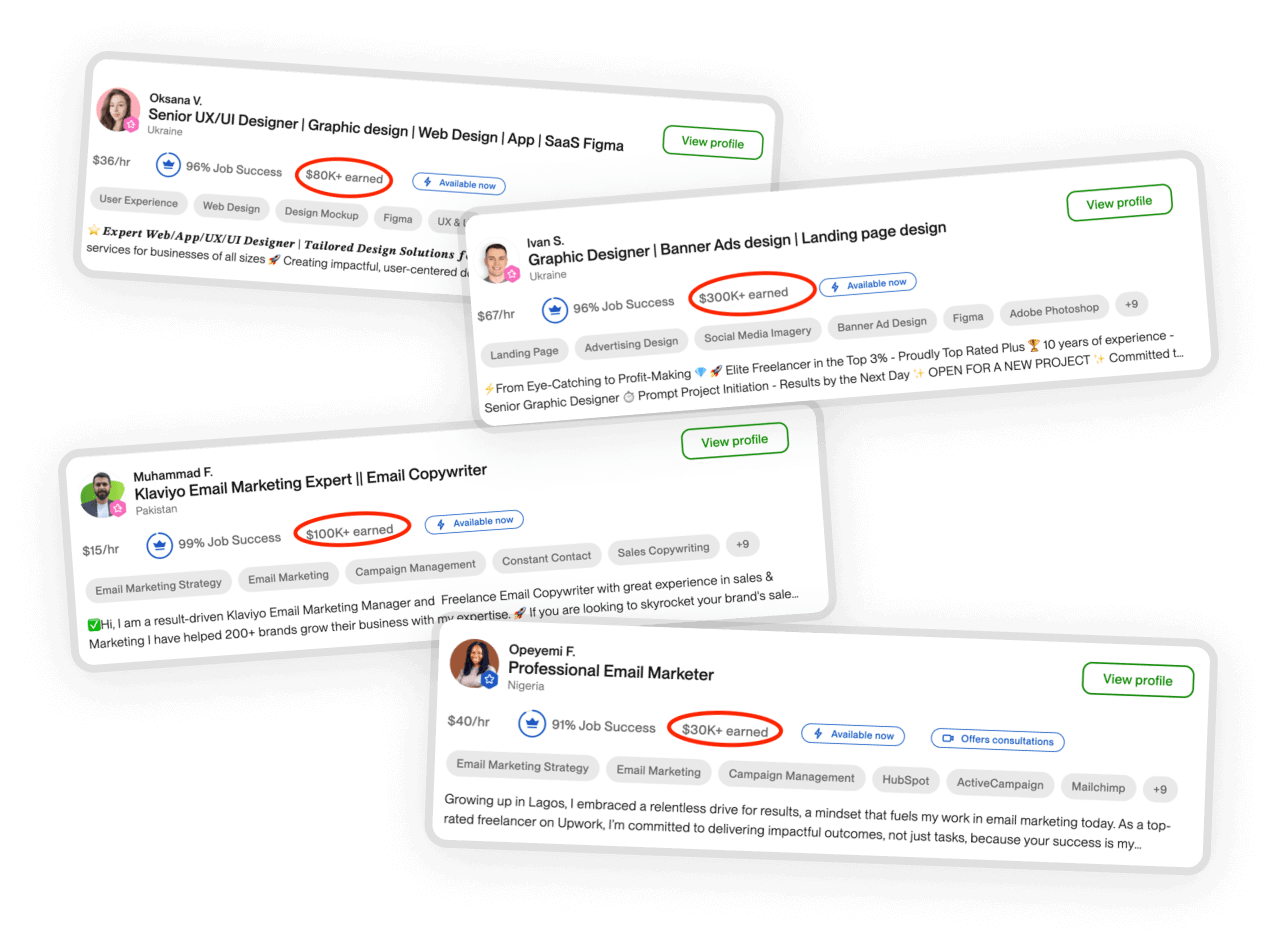 Oksana V.
Senior UX/UI Designer | Graphic design | Web Design | App | SaaS Figma
Ukraine
View profile
$36/hr
96% Job Success
$80K+ earned
Available now
User Experience
Web Design
Design Mockup
Figma
UX &
⭐ Expert Web/App/UX/UI Designer | Tailored Design Solutions
services for businesses of all sizes 🚀 Creating impactful, user-centered
Ivan S.
Graphic Designer | Banner Ads design | Landing page design
Ukraine
View profile
$67/hr
96% Job Success
$300K+ earned
Available now
Landing Page
Advertising Design
Social Media Imagery
Banner Ad Design
Figma
Adobe Photoshop
+9
⚡From Eye-Catching to Profit-Making 💎 🚀 Elite Freelancer in the Top 3% - Proudly Top Rated Plus 🏆 10 years of experience -
Senior Graphic Designer ⏱ Prompt Project Initiation - Results by the Next Day ✨ OPEN FOR A NEW PROJECT ✨ Committed t...
Muhammad F.
Klaviyo Email Marketing Expert || Email Copywriter
Pakistan
View profile
$15/hr
99% Job Success
$100K+ earned
Available now
Email Marketing Strategy
Email Marketing
Campaign Management
Constant Contact
Sales Copywriting
+9
✅Hi, I am a result-driven Klaviyo Email Marketing Manager and Freelance Email Copywriter with great experience in sales &
Marketing I have helped 200+ brands grow their business with my expertise. 🚀 If you are looking to skyrocket your brand's sale...
Opeyemi F.
Professional Email Marketer
Nigeria
View profile
$40/hr
91% Job Success
$30K+ earned
Available now
Offers consultations
Email Marketing Strategy
Email Marketing
Campaign Management
HubSpot
ActiveCampaign
Mailchimp
+9
Growing up in Lagos, I embraced a relentless drive for results, a mindset that fuels my work in email marketing today. As a top-
rated freelancer on Upwork, I'm committed to delivering impactful outcomes, not just tasks, because your success is my...